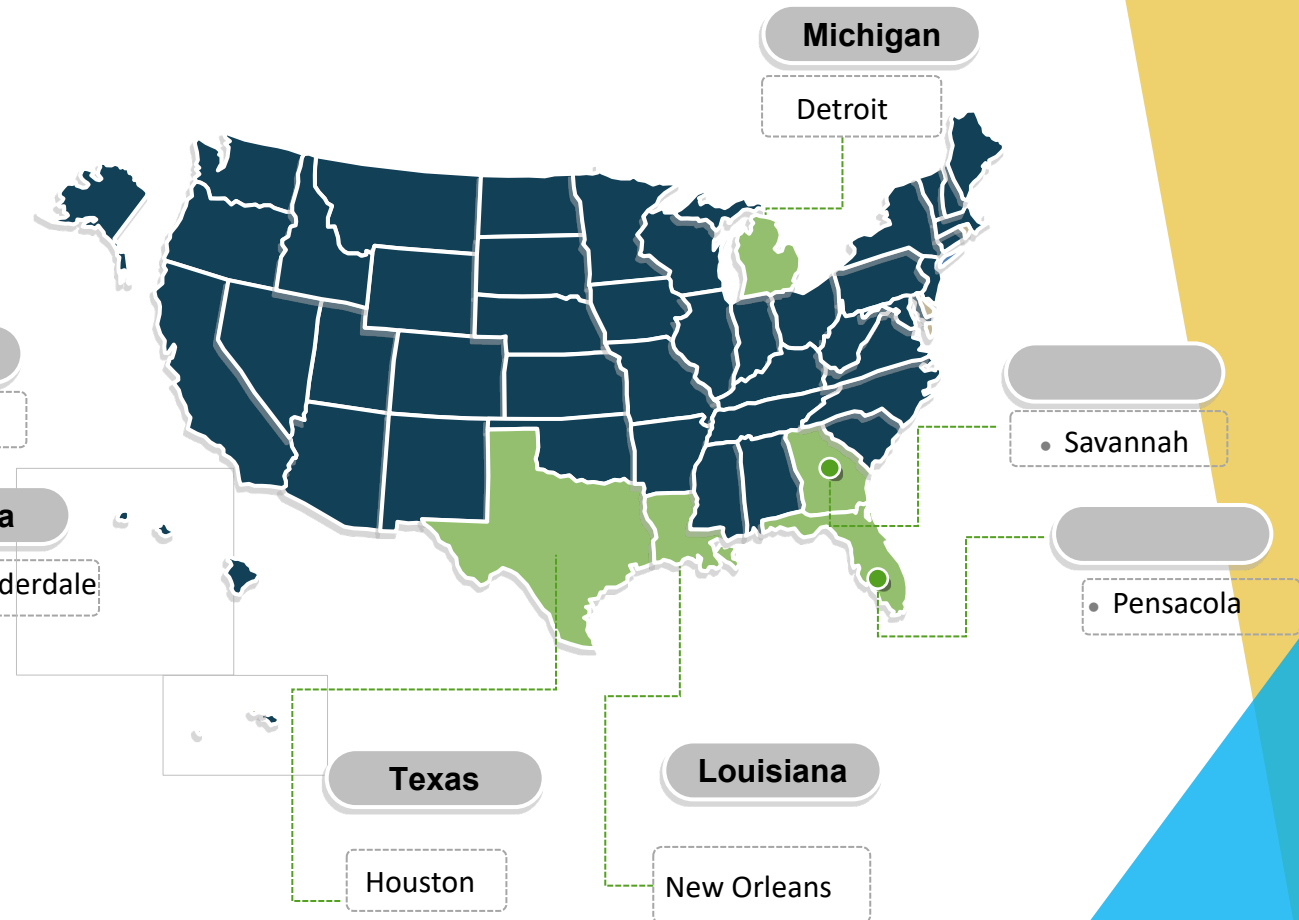 Michigan
Detroit
• Savannah
a
derdale
• Pensacola
Texas
Louisiana
Houston
New Orleans